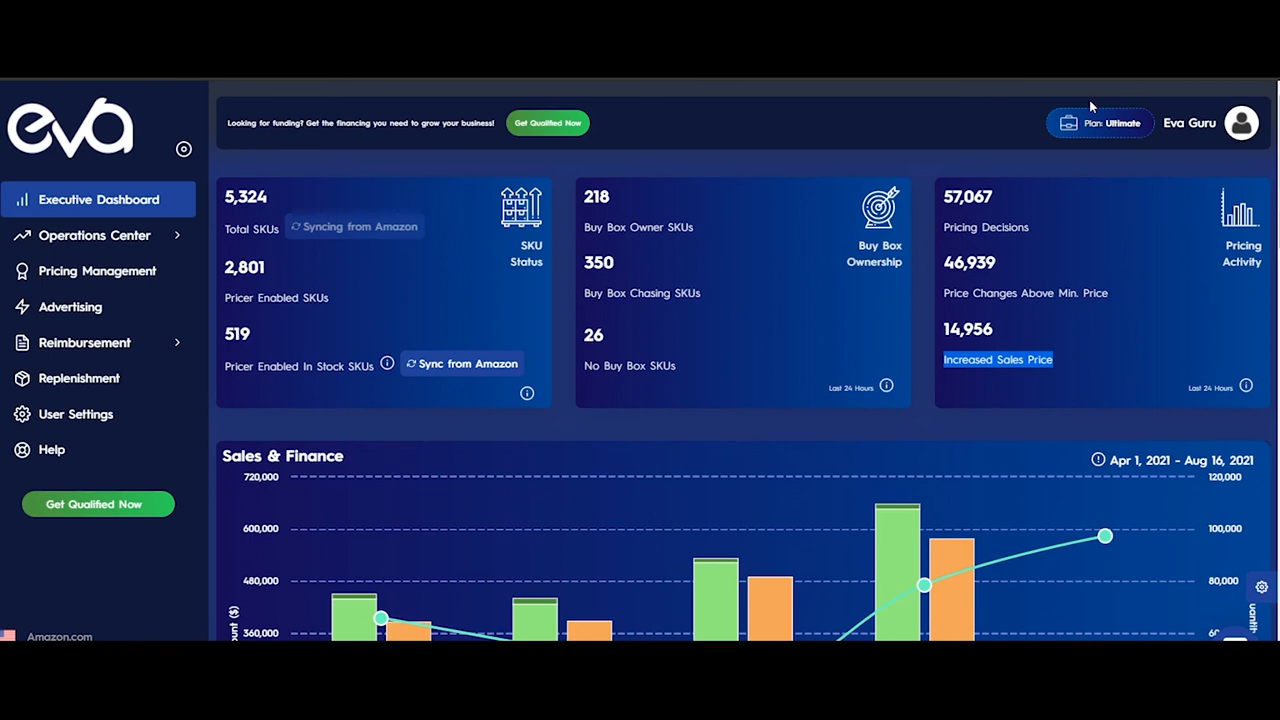 eva
Looking for funding? Get the financing you need to grow your business!
Get Qualified Now
Plan: Ultimate
Eva Guru
Executive Dashboard
Operations Center
Pricing Management
Advertising
Reimbursement
Replenishment
User Settings
Help
Get Qualified Now
Amazon.com
5,324
Total SKUs
Syncing from Amazon
2,801
Pricer Enabled SKUs
519
Pricer Enabled In Stock SKUs
Sync from Amazon
SKU
Status
218
Buy Box Owner SKUs
350
Buy Box Chasing SKUs
26
No Buy Box SKUs
Buy Box
Ownership
Last 24 Hours
57,067
Pricing Decisions
46,939
Price Changes Above Min. Price
14,956
Increased Sales Price
Pricing
Activity
Last 24 Hours
Sales & Finance
Apr 1, 2021 - Aug 16, 2021
720,000
600,000
480,000
360,000
120,000
100,000
80,000